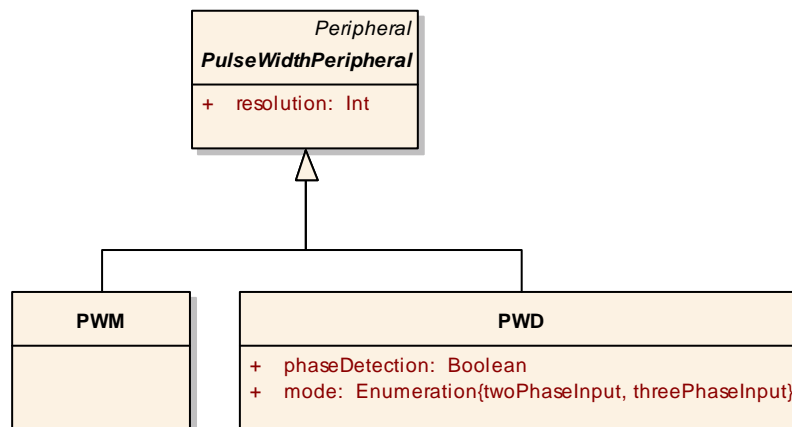 Peripheral
PulseWidthPeripheral
+ resolution: Int
PWM
PWD
+ phaseDetection: Boolean
+ mode: Enumeration{twoPhaseInput, threePhaseInput}